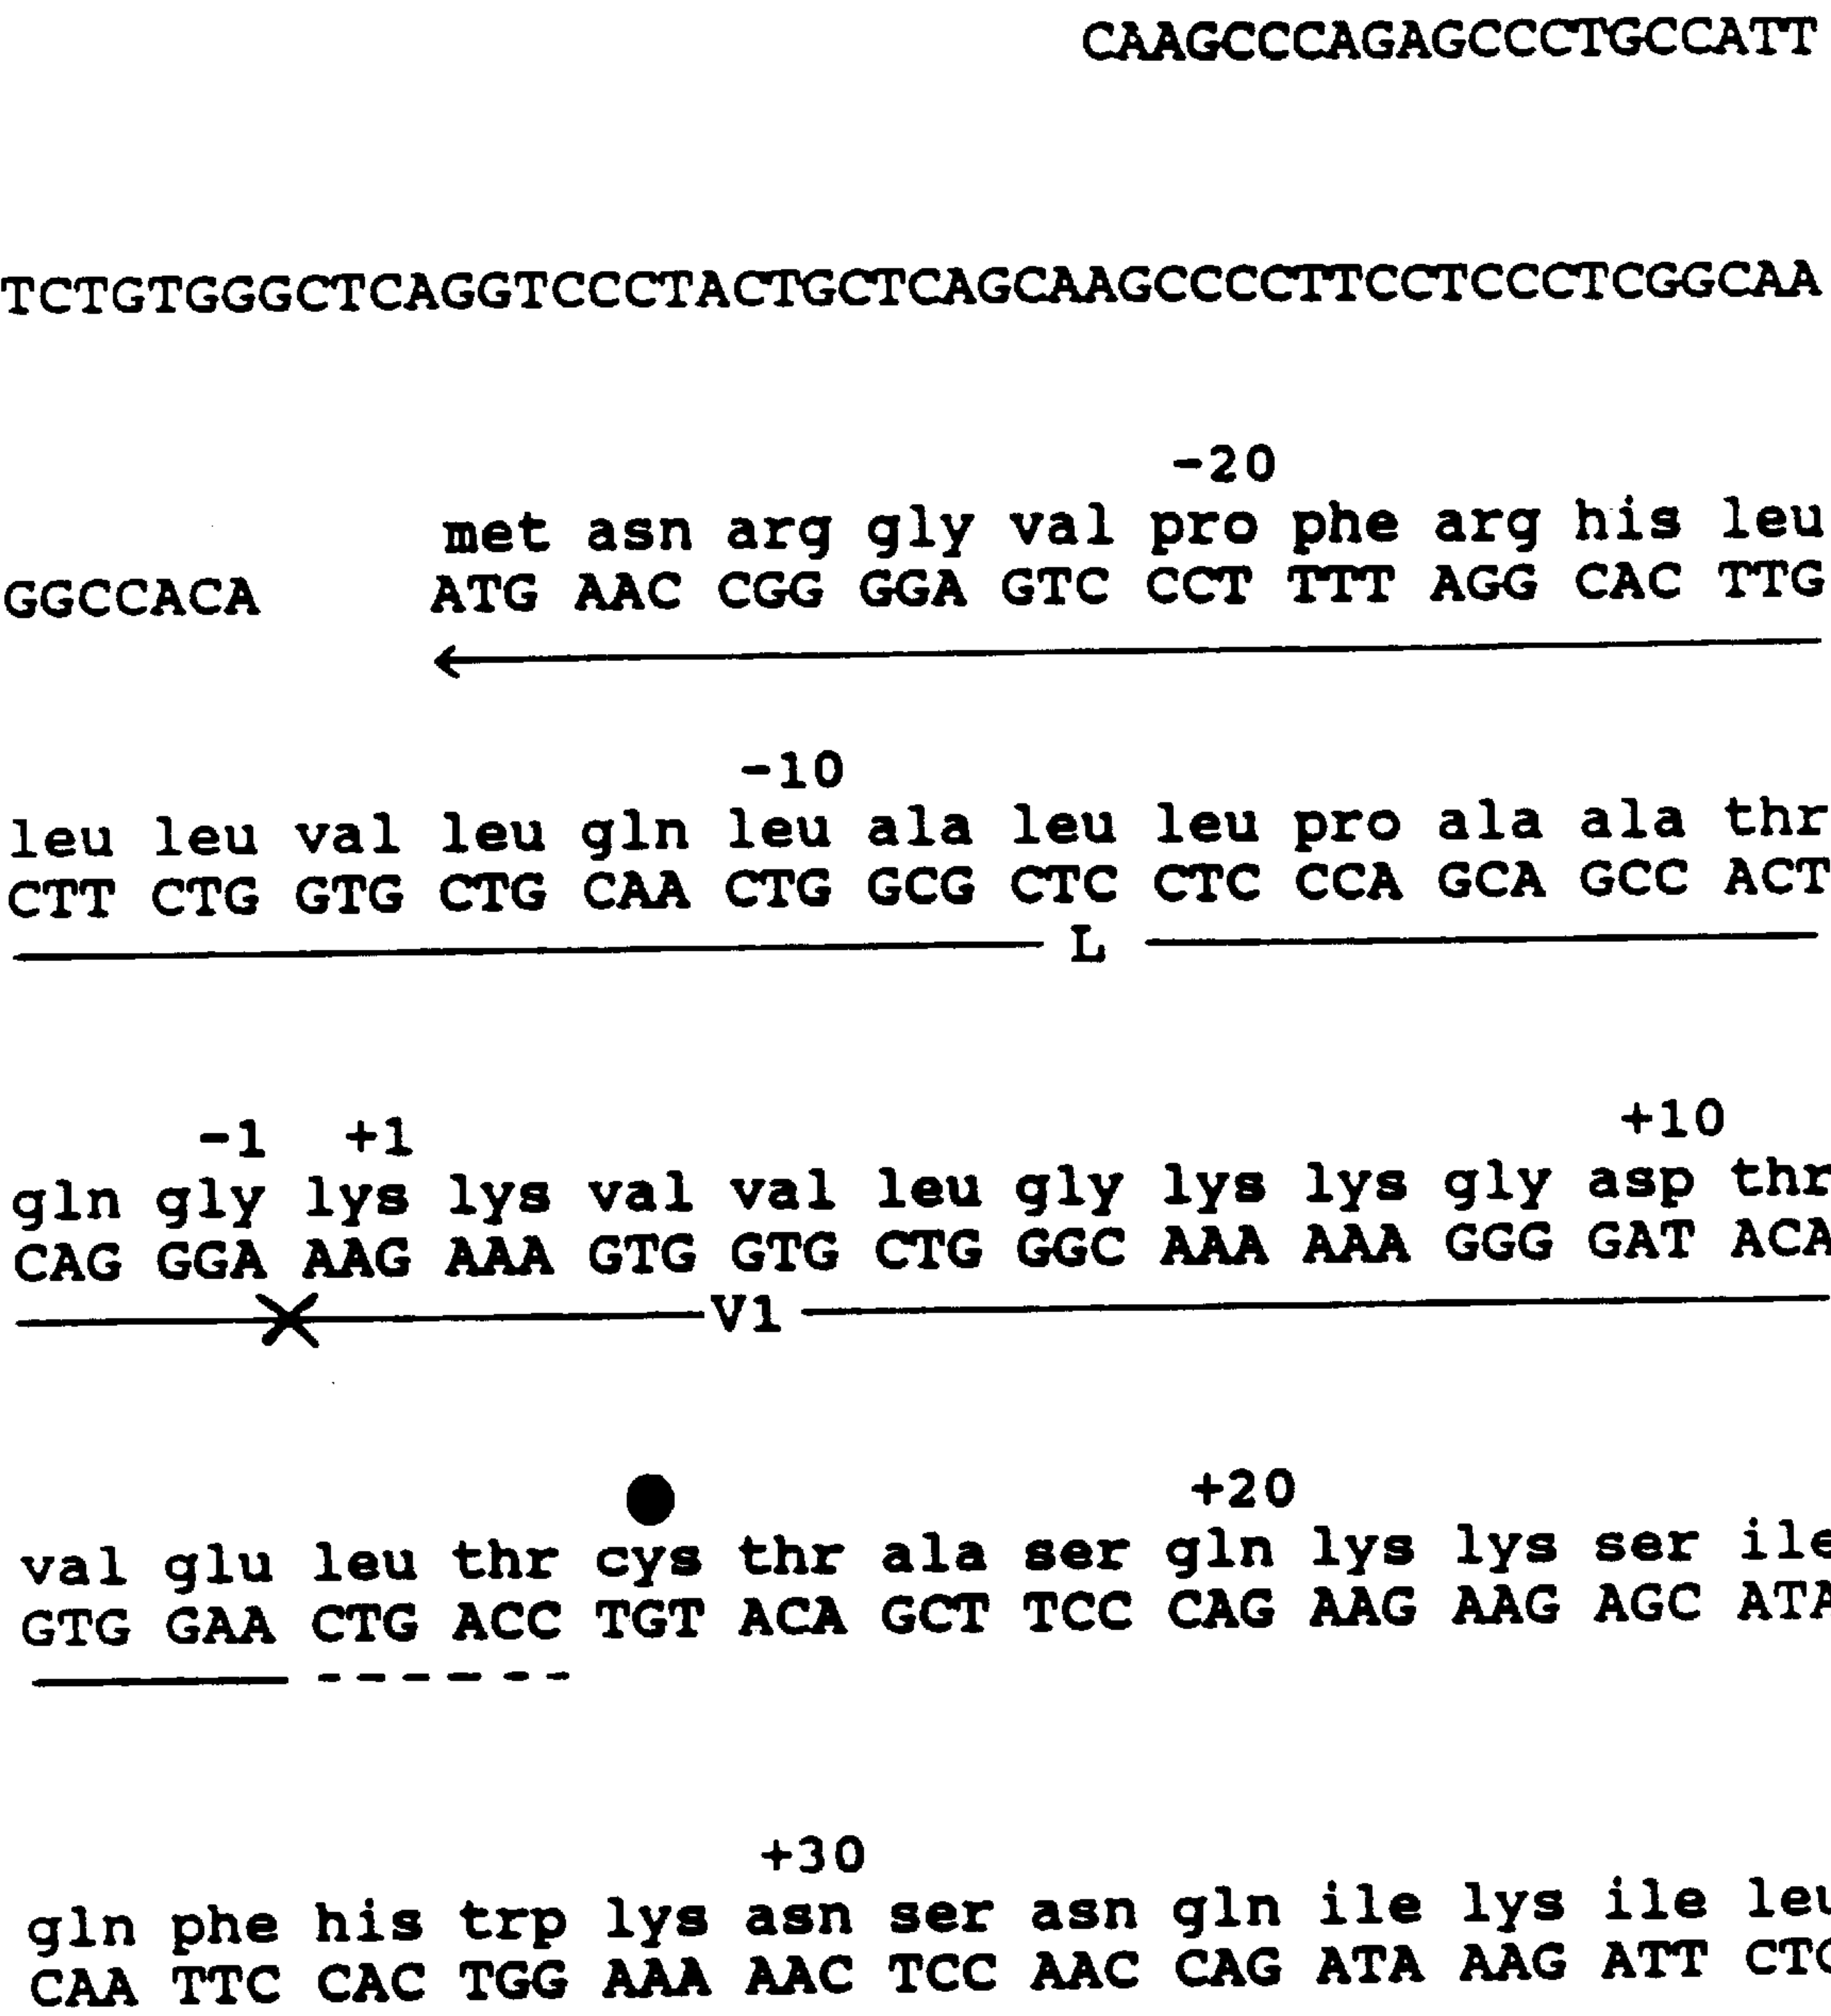 CAAGCCCAGAGCCCTGCCATT
TCTGTGGGCTCAGGTCCCTACTGCTCAGCAAGCCCCTTCCTCCCTCGGCAA
-20
met asn arg gly val pro phe arg his leu
GGCCACA ATG AAC CGG GGA GTC CCT TTT AGG CAC TTG
-10
leu leu val leu gln leu ala leu leu pro ala ala thr
CTT CTG GTG CTG CAA CTG GCG CTC CTC CCA GCA GCC ACT
L
-1 +1 +10
gln gly lys lys val val leu gly lys lys gly asp thr
CAG GGA AAG AAA GTG GTG CTG GGC AAA AAA GGG GAT ACA
V1
+20
val glu leu thr cys thr ala ser gln lys lys ser ile
GTG GAA CTG ACC TGT ACA GCT TCC CAG AAG AAG AGC ATA
+30
gln phe his trp lys asn ser asn gln ile lys ile leu
CAA TTC CAC TGG AAA AAC TCC AAC CAG ATA AAG ATT CTG